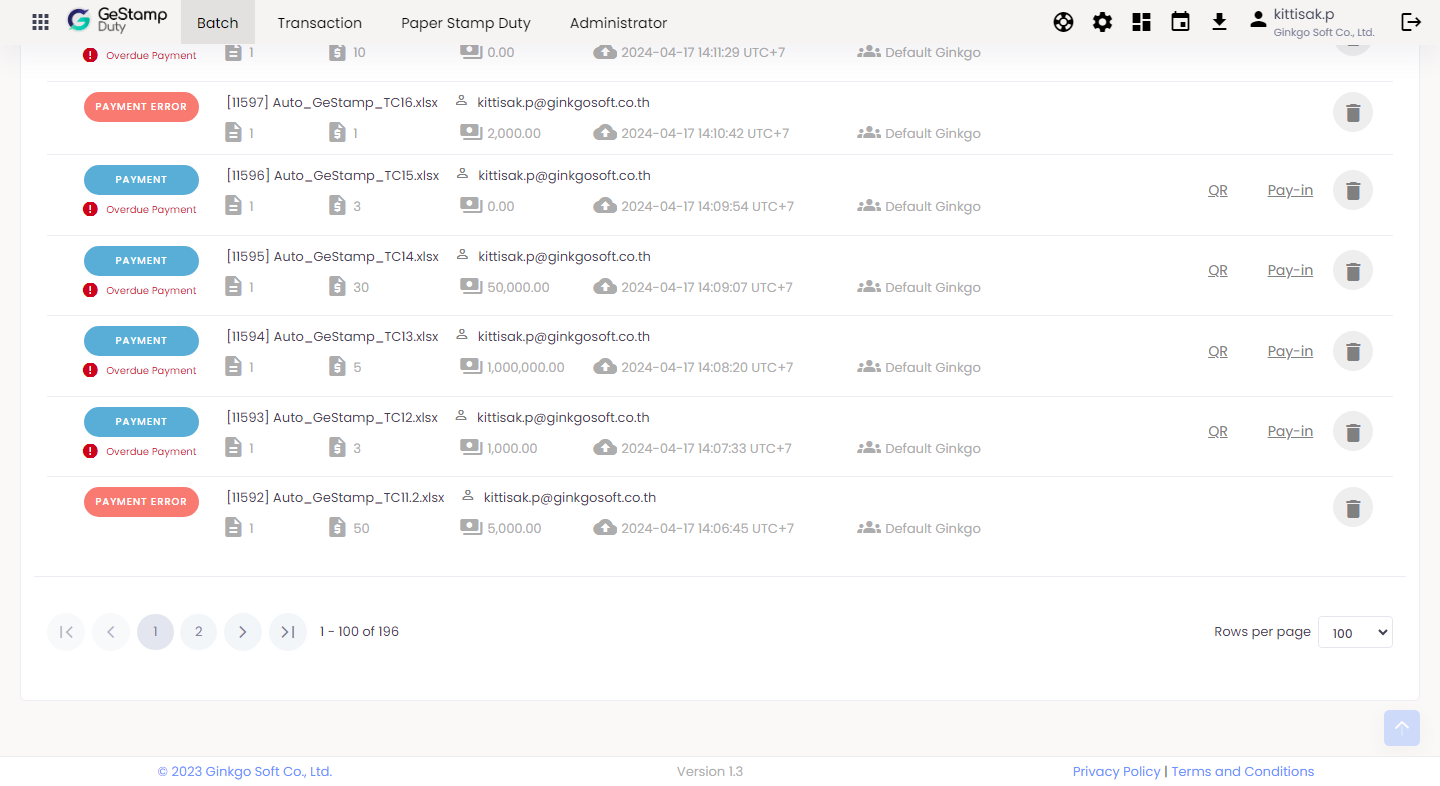 GeStamp Duty Batch Transaction Paper Stamp Duty Administrator kittisak.p
Ginkgo Soft Co., Ltd.
1 10 0.00 2024-04-17 14:11:29 UTC+7 Default Ginkgo
Overdue Payment
PAYMENT ERROR [11597] Auto_GeStamp_TC16.xlsx kittisak.p@ginkgosoft.co.th
1 1 2,000.00 2024-04-17 14:10:42 UTC+7 Default Ginkgo
PAYMENT [11596] Auto_GeStamp_TC15.xlsx kittisak.p@ginkgosoft.co.th
QR Pay-in
Overdue Payment 1 3 0.00 2024-04-17 14:09:54 UTC+7 Default Ginkgo
PAYMENT [11595] Auto_GeStamp_TC14.xlsx kittisak.p@ginkgosoft.co.th
QR Pay-in
Overdue Payment 1 30 50,000.00 2024-04-17 14:09:07 UTC+7 Default Ginkgo
PAYMENT [11594] Auto_GeStamp_TC13.xlsx kittisak.p@ginkgosoft.co.th
QR Pay-in
Overdue Payment 1 5 1,000,000.00 2024-04-17 14:08:20 UTC+7 Default Ginkgo
PAYMENT [11593] Auto_GeStamp_TC12.xlsx kittisak.p@ginkgosoft.co.th
QR Pay-in
Overdue Payment 1 3 1,000.00 2024-04-17 14:07:33 UTC+7 Default Ginkgo
PAYMENT ERROR [11592] Auto_GeStamp_TC11.2.xlsx kittisak.p@ginkgosoft.co.th
1 50 5,000.00 2024-04-17 14:06:45 UTC+7 Default Ginkgo
1 2 1 - 100 of 196 Rows per page 100
© 2023 Ginkgo Soft Co., Ltd. Version 1.3 Privacy Policy | Terms and Conditions